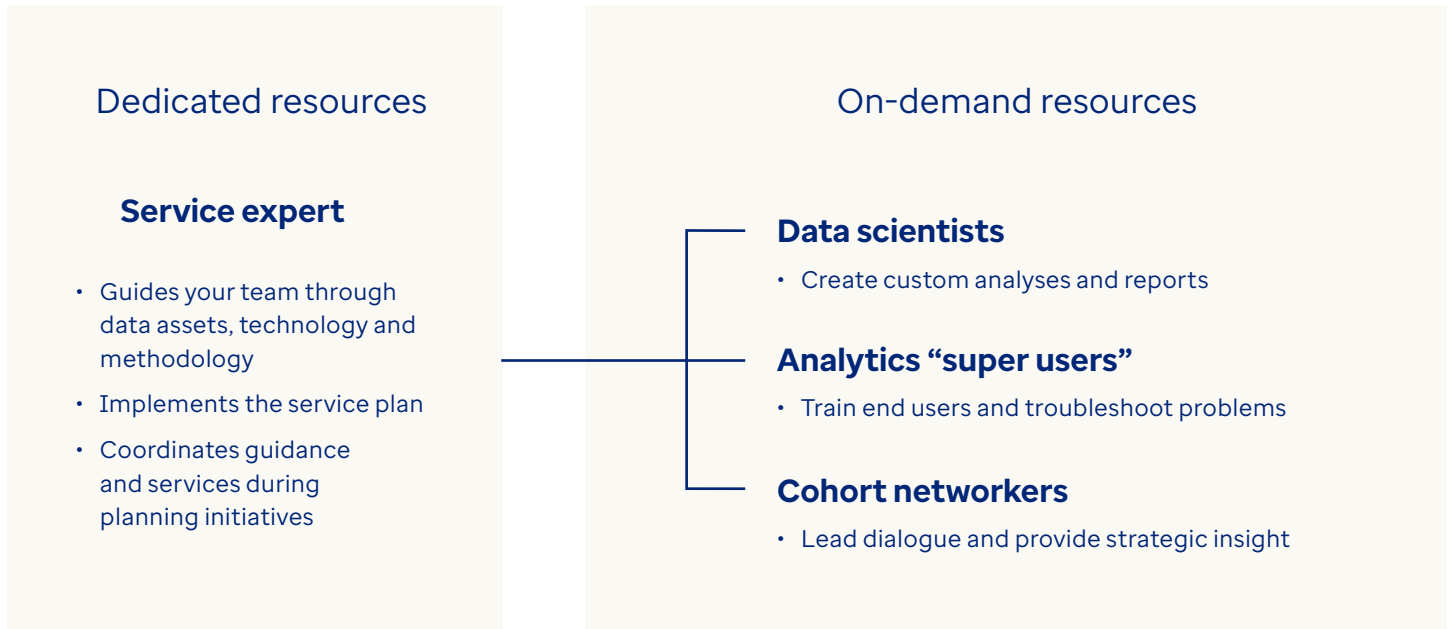 Dedicated resources
Service expert
• Guides your team through
data assets, technology and
methodology
• Implements the service plan
• Coordinates guidance
and services during
planning initiatives
On-demand resources
Data scientists
• Create custom analyses and reports
Analytics “super users”
• Train end users and troubleshoot problems
Cohort networkers
• Lead dialogue and provide strategic insight